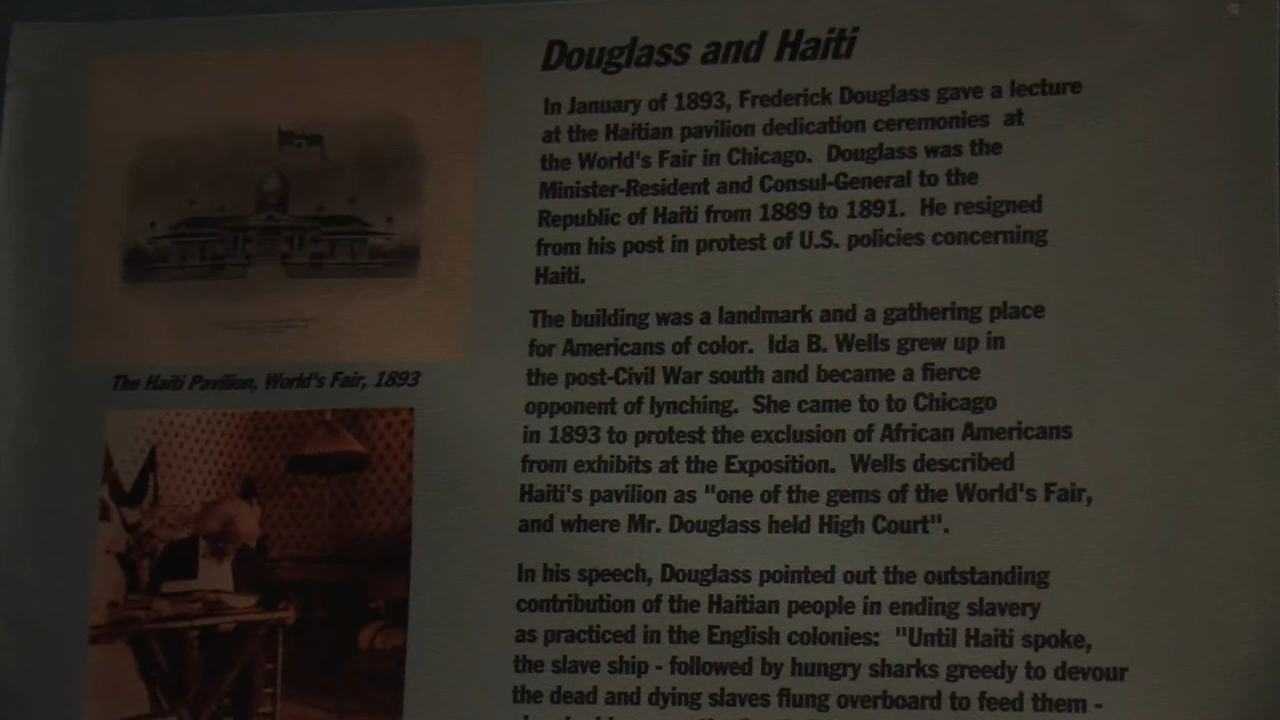 Douglass and Haiti
In January of 1893, Frederick Douglass gave a lecture
at the Haitian pavilion dedication ceremonies at
the World's Fair in Chicago. Douglass was the
Minister-Resident and Consul-General to the
Republic of Haiti from 1889 to 1891. He resigned
from his post in protest of U.S. policies concerning
Haiti.
The building was a landmark and a gathering place
for Americans of color. Ida B. Wells grew up in
the post-Civil War south and became a fierce
opponent of lynching. She came to to Chicago
in 1893 to protest the exclusion of African Americans
from exhibits at the Exposition. Wells described
Haiti's pavilion as "one of the gems of the World's Fair,
and where Mr. Douglass held High Court".
In his speech, Douglass pointed out the outstanding
contribution of the Haitian people in ending slavery
as practiced in the English colonies: "Until Haiti spoke,
the slave ship - followed by hungry sharks greedy to devour
the dead and dying slaves flung overboard to feed them -
The Haiti Pavilion, World's Fair, 1893